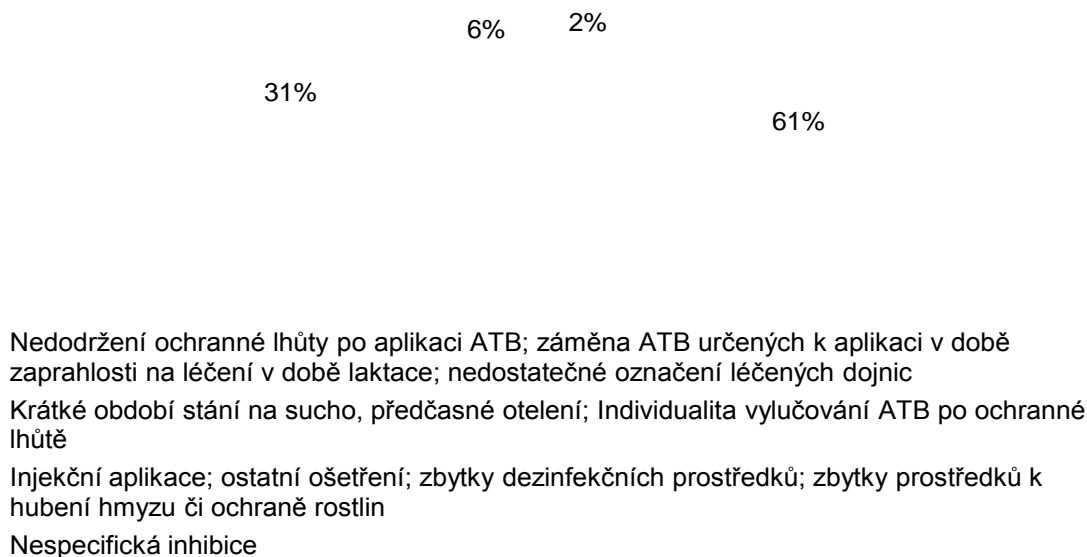 6%
2%
31%
61%
Nedodržení ochranné lhůty po aplikaci ATB; záměna ATB určených k aplikaci v době
zaprahlosti na léčení v době laktace; nedostatečné označení léčených dojnic
Krátké období stání na sucho, předčasné otelení; Individualita vylučování ATB po ochranné
lhůtě
Injekční aplikace; ostatní ošetření; zbytky dezinfekčních prostředků; zbytky prostředků k
hubení hmyzu či ochraně rostlin
Nespecifická inhibice